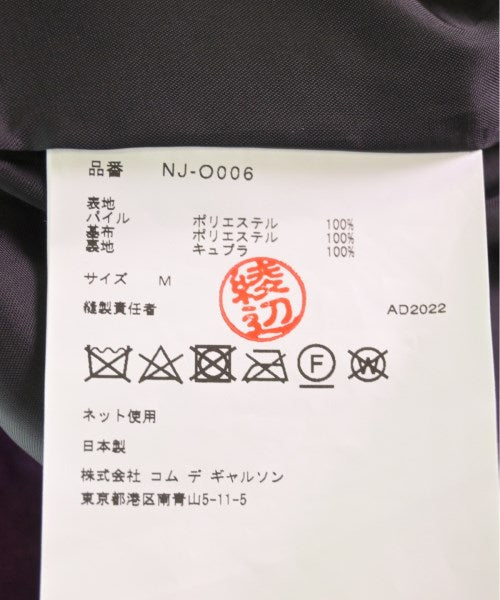 品番 NJ-O006
表地
パイル ポリエステル 100%
基布 ポリエステル 100%
裏地 キュプラ 100%
サイズ M
縫製責任者 AD2022
F W
ネット使用
日本製
株式会社 コム デ ギャルソン
東京都港区南青山5-11-5